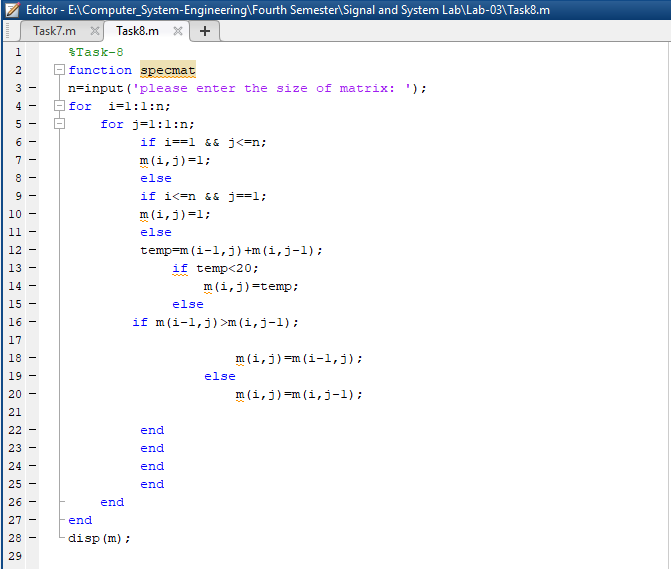 Editor - E:\Computer_System-Engineering\Fourth Semester\Signal and System Lab\Lab-03\Task8.m
Task7.m × Task8.m × +
1 %Task-8
2 function specmat
3 - n=input('please enter the size of matrix: ');
4 - for  i=1:1:n;
5 -     for j=1:1:n;
6 -          if i==1 && j<=n;
7 -          m(i,j)=1;
8 -          else
9 -          if i<=n && j==1;
10 -          m(i,j)=1;
11 -          else
12 -          temp=m(i-1,j)+m(i,j-1);
13 -              if temp<20;
14 -                  m(i,j)=temp;
15 -              else
16 -         if m(i-1,j)>m(i,j-1);
17
18 -                      m(i,j)=m(i-1,j);
19 -                  else
20 -                      m(i,j)=m(i,j-1);
21
22 -          end
23 -          end
24 -          end
25 -          end
26 -     end
27 - end
28 - disp(m);
29